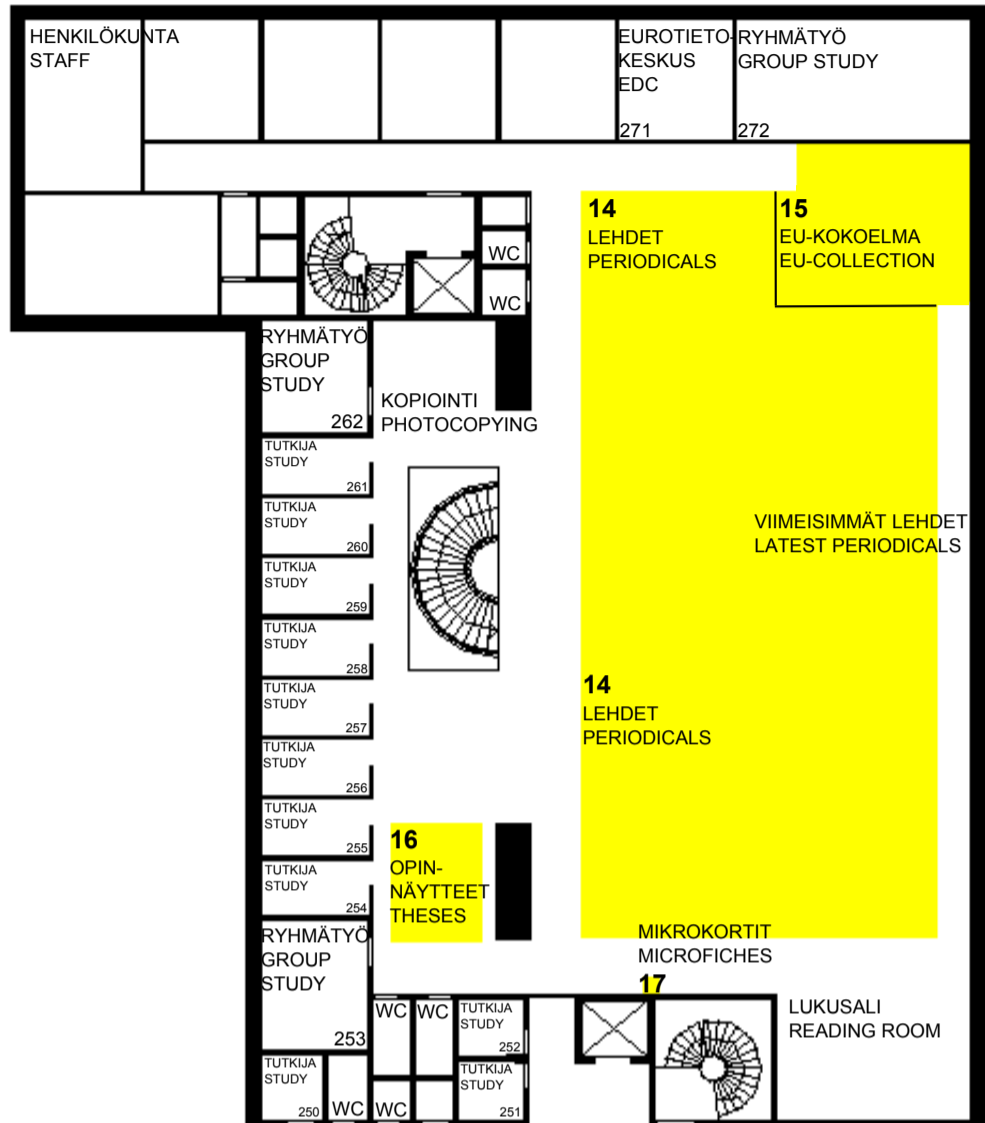 HENKILÖKUNTA
STAFF
EUROTIETO-
KESKUS
EDC
271
RYHMÄTYÖ
GROUP STUDY
272
14
LEHDET
PERIODICALS
15
EU-KOKOELMA
EU-COLLECTION
WC
WC
RYHMÄTYÖ
GROUP
STUDY
262
KOPIOINTI
PHOTOCOPYING
TUTKIJA
STUDY
261
TUTKIJA
STUDY
260
TUTKIJA
STUDY
259
TUTKIJA
STUDY
258
TUTKIJA
STUDY
257
TUTKIJA
STUDY
256
TUTKIJA
STUDY
255
TUTKIJA
STUDY
254
VIIMEISIMMÄT LEHDET
LATEST PERIODICALS
14
LEHDET
PERIODICALS
16
OPIN-
NÄYTTEET
THESES
RYHMÄTYÖ
GROUP
STUDY
253
MIKROKORTIT
MICROFICHES
17
LUKUSALI
READING ROOM
WC
WC
TUTKIJA
STUDY
252
TUTKIJA
STUDY
250
WC
WC
TUTKIJA
STUDY
251